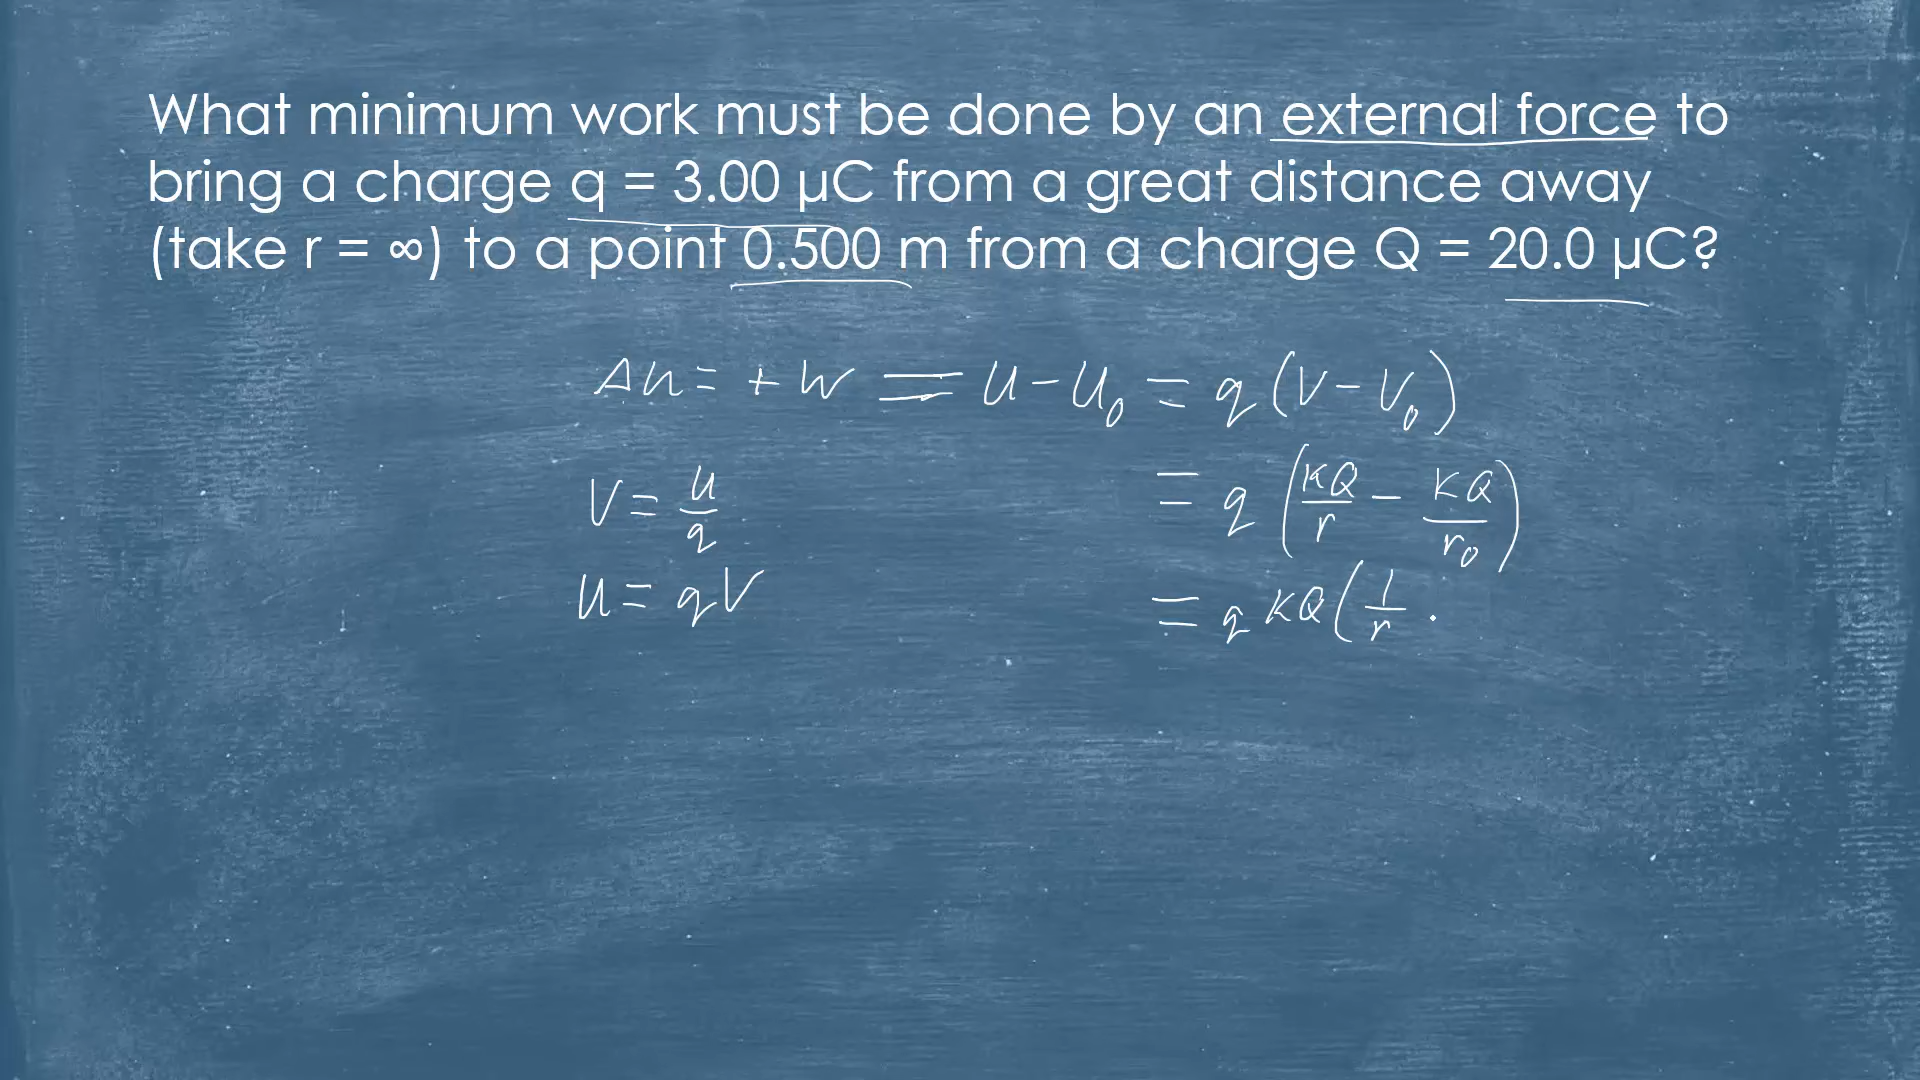 What minimum work must be done by an external force to
bring a charge q = 3.00 µC from a great distance away
(take r = ∞) to a point 0.500 m from a charge Q = 20.0 µC?
Δu = + W = u - u₀ = q (V - V₀)
V = u/q
= q (KQ/r - KQ/r₀)
u = qV
= q KQ (1/r .